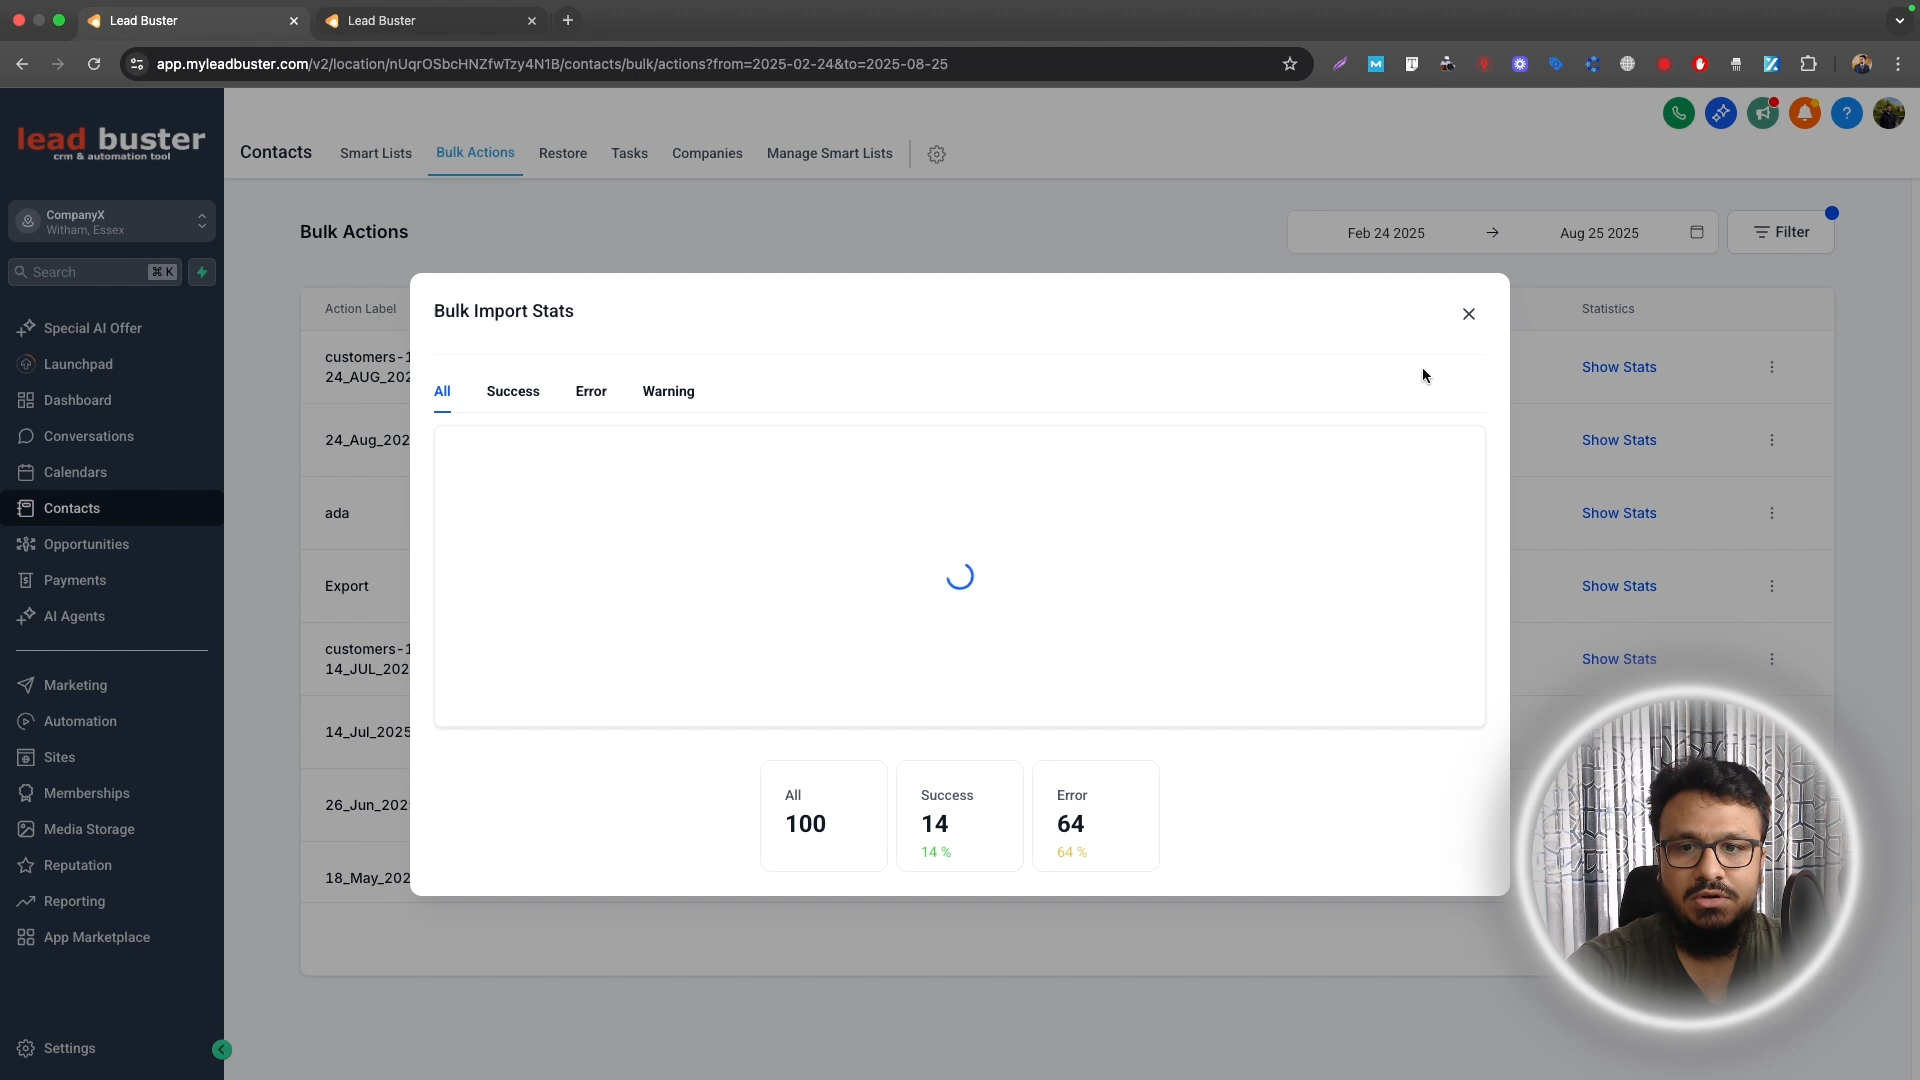 Lead Buster
Lead Buster
app.myleadbuster.com/v2/location/nUqrOSbcHNZfwTzy4N1B/contacts/bulk/actions?from=2025-02-24&to=2025-08-25
lead buster
crm & automation tool
CompanyX
Witham, Essex
Search ⌘ K
Special AI Offer
Launchpad
Dashboard
Conversations
Calendars
Contacts
Opportunities
Payments
AI Agents
Marketing
Automation
Sites
Memberships
Media Storage
Reputation
Reporting
App Marketplace
Settings
Contacts Smart Lists Bulk Actions Restore Tasks Companies Manage Smart Lists
Bulk Actions
Feb 24 2025 → Aug 25 2025
Filter
Action Label
Statistics
customers-1
24_AUG_202
Show Stats
24_Aug_202
Show Stats
ada
Show Stats
Export
Show Stats
customers-1
14_JUL_202
Show Stats
14_Jul_2025
26_Jun_202
18_May_202
Bulk Import Stats
All Success Error Warning
All
100
Success
14
14 %
Error
64
64 %